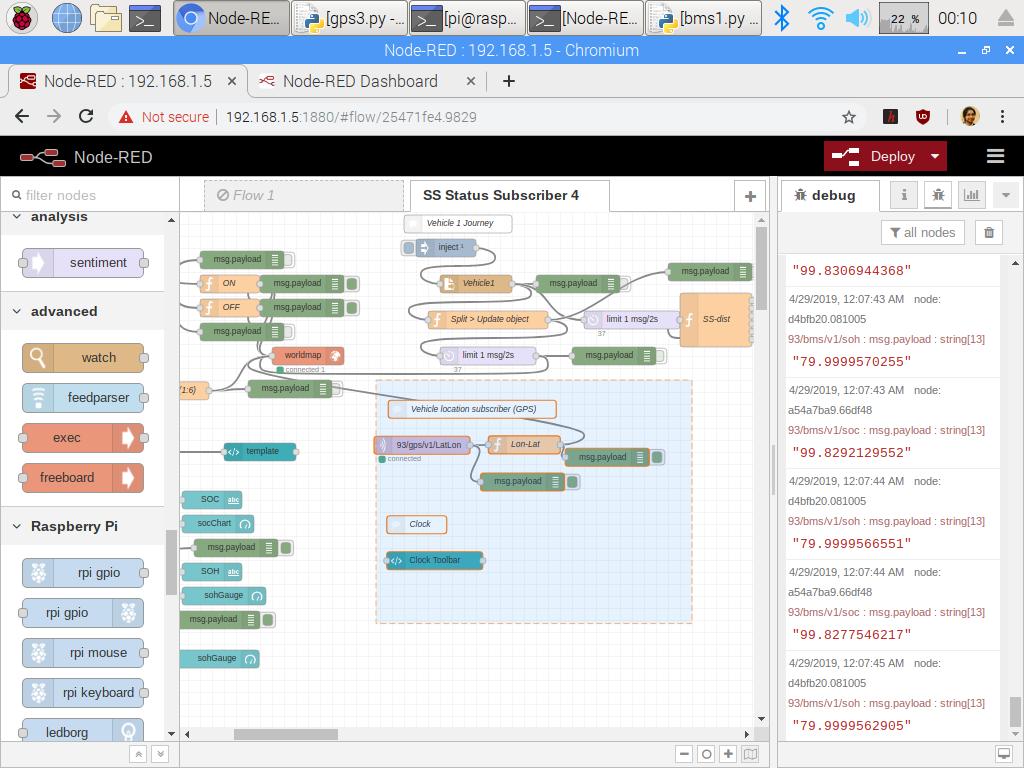 Node-RE...
[gps3.py -...
[pi@rasp...
[Node-RE...
[bms1.py ...
22 %
00:10
Node-RED : 192.168.1.5 - Chromium
Node-RED : 192.168.1.5
Node-RED Dashboard
Not secure
192.168.1.5:1880/#flow/25471fe4.9829
Node-RED
Deploy
filter nodes
Flow 1
SS Status Subscriber 4
debug
all nodes
analysis
sentiment
advanced
watch
feedparser
exec
freeboard
Raspberry Pi
rpi gpio
rpi gpio
rpi mouse
rpi keyboard
ledborg
Vehicle 1 Journey
inject ¹
msg.payload
msg.payload
ON
msg.payload
Vehicle1
msg.payload
OFF
msg.payload
Split > Update object
limit 1 msg/2s
37
SS-dist
msg.payload
worldmap
connected 1
limit 1 msg/2s
37
msg.payload
1:6)
msg.payload
Vehicle location subscriber (GPS)
93/gps/v1/LatLon
connected
Lon-Lat
msg.payload
template
msg.payload
SOC
abc
socChart
Clock
msg.payload
Clock Toolbar
SOH
abc
sohGauge
msg.payload
sohGauge
"99.8306944368"
4/29/2019, 12:07:43 AM node:
d4bfb20.081005
93/bms/v1/soh : msg.payload : string[13]
"79.9999570255"
4/29/2019, 12:07:43 AM node:
a54a7ba9.66df48
93/bms/v1/soc : msg.payload : string[13]
"99.8292129552"
4/29/2019, 12:07:44 AM node:
d4bfb20.081005
93/bms/v1/soh : msg.payload : string[13]
"79.9999566551"
4/29/2019, 12:07:44 AM node:
a54a7ba9.66df48
93/bms/v1/soc : msg.payload : string[13]
"99.8277546217"
4/29/2019, 12:07:45 AM node:
d4bfb20.081005
93/bms/v1/soh : msg.payload : string[13]
"79.9999562905"